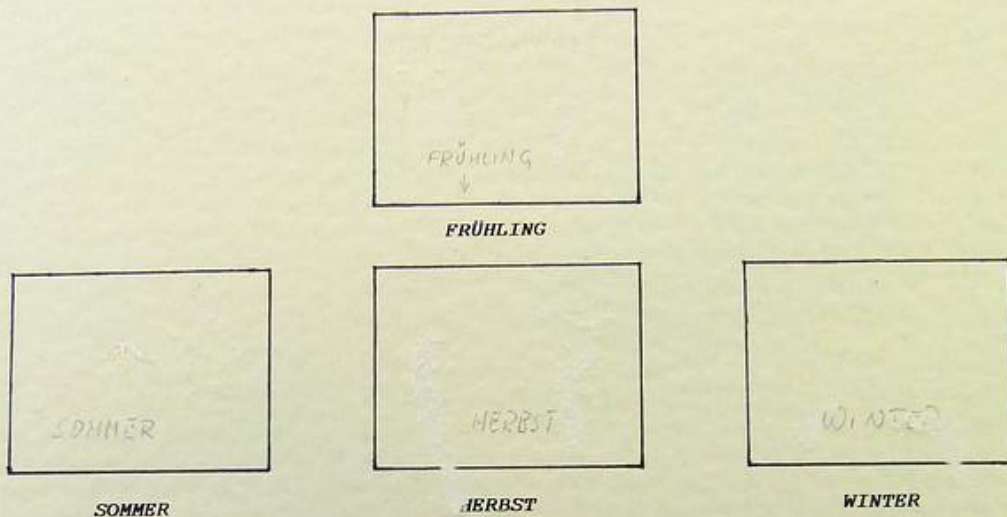 FRÜHLING
↓
FRÜHLING
SOMMER
HERBST
WINTER
SOMMER
HERBST
WINTER